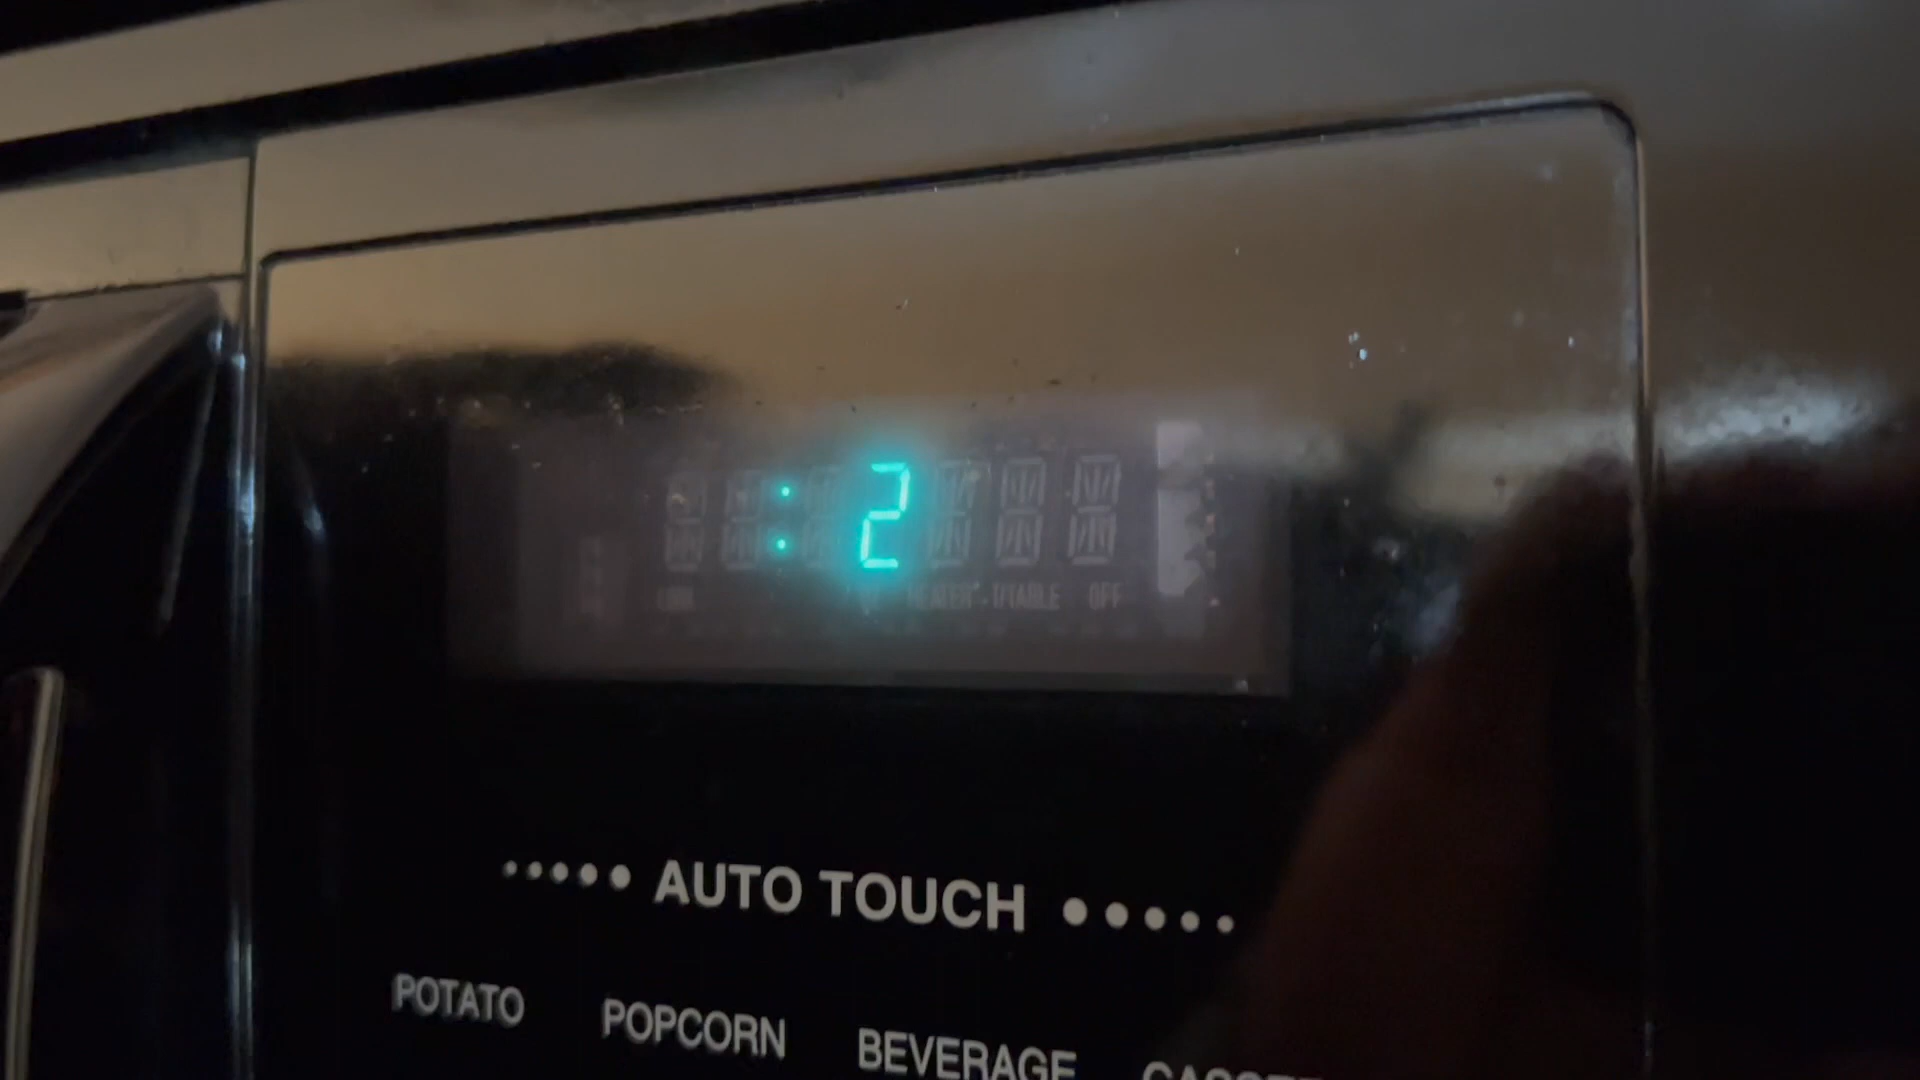 : 2
HEATER T/TABLE OFF
••••• AUTO TOUCH •••••
POTATO POPCORN BEVERAGE